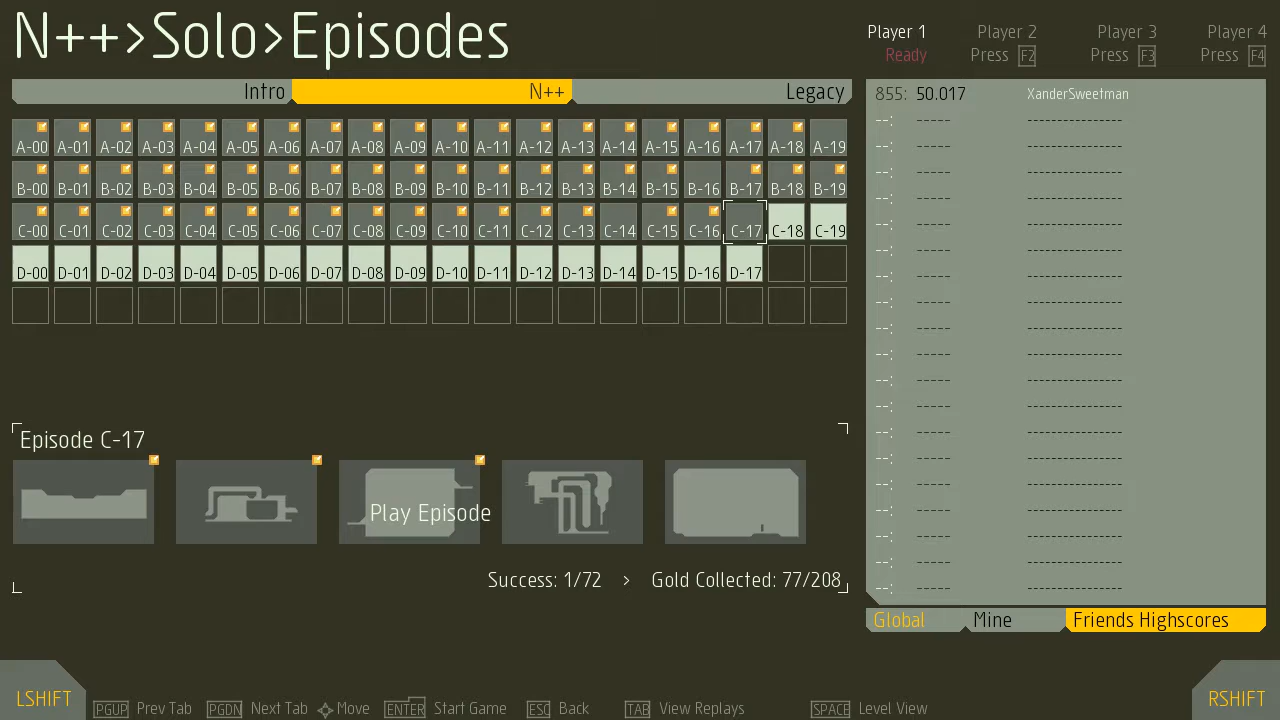 N++>Solo>Episodes
Player 1 Player 2 Player 3 Player 4
Ready Press F2 Press F3 Press F4
Intro N++ Legacy
855: 50.017 XanderSweetman
A-00 A-01 A-02 A-03 A-04 A-05 A-06 A-07 A-08 A-09 A-10 A-11 A-12 A-13 A-14 A-15 A-16 A-17 A-18 A-19
B-00 B-01 B-02 B-03 B-04 B-05 B-06 B-07 B-08 B-09 B-10 B-11 B-12 B-13 B-14 B-15 B-16 B-17 B-18 B-19
C-00 C-01 C-02 C-03 C-04 C-05 C-06 C-07 C-08 C-09 C-10 C-11 C-12 C-13 C-14 C-15 C-16 C-17 C-18 C-19
D-00 D-01 D-02 D-03 D-04 D-05 D-06 D-07 D-08 D-09 D-10 D-11 D-12 D-13 D-14 D-15 D-16 D-17
Episode C-17
Play Episode
Success: 1/72 > Gold Collected: 77/208
Global Mine Friends Highscores
LSHIFT PGUP Prev Tab PGDN Next Tab Move ENTER Start Game ESC Back TAB View Replays SPACE Level View RSHIFT